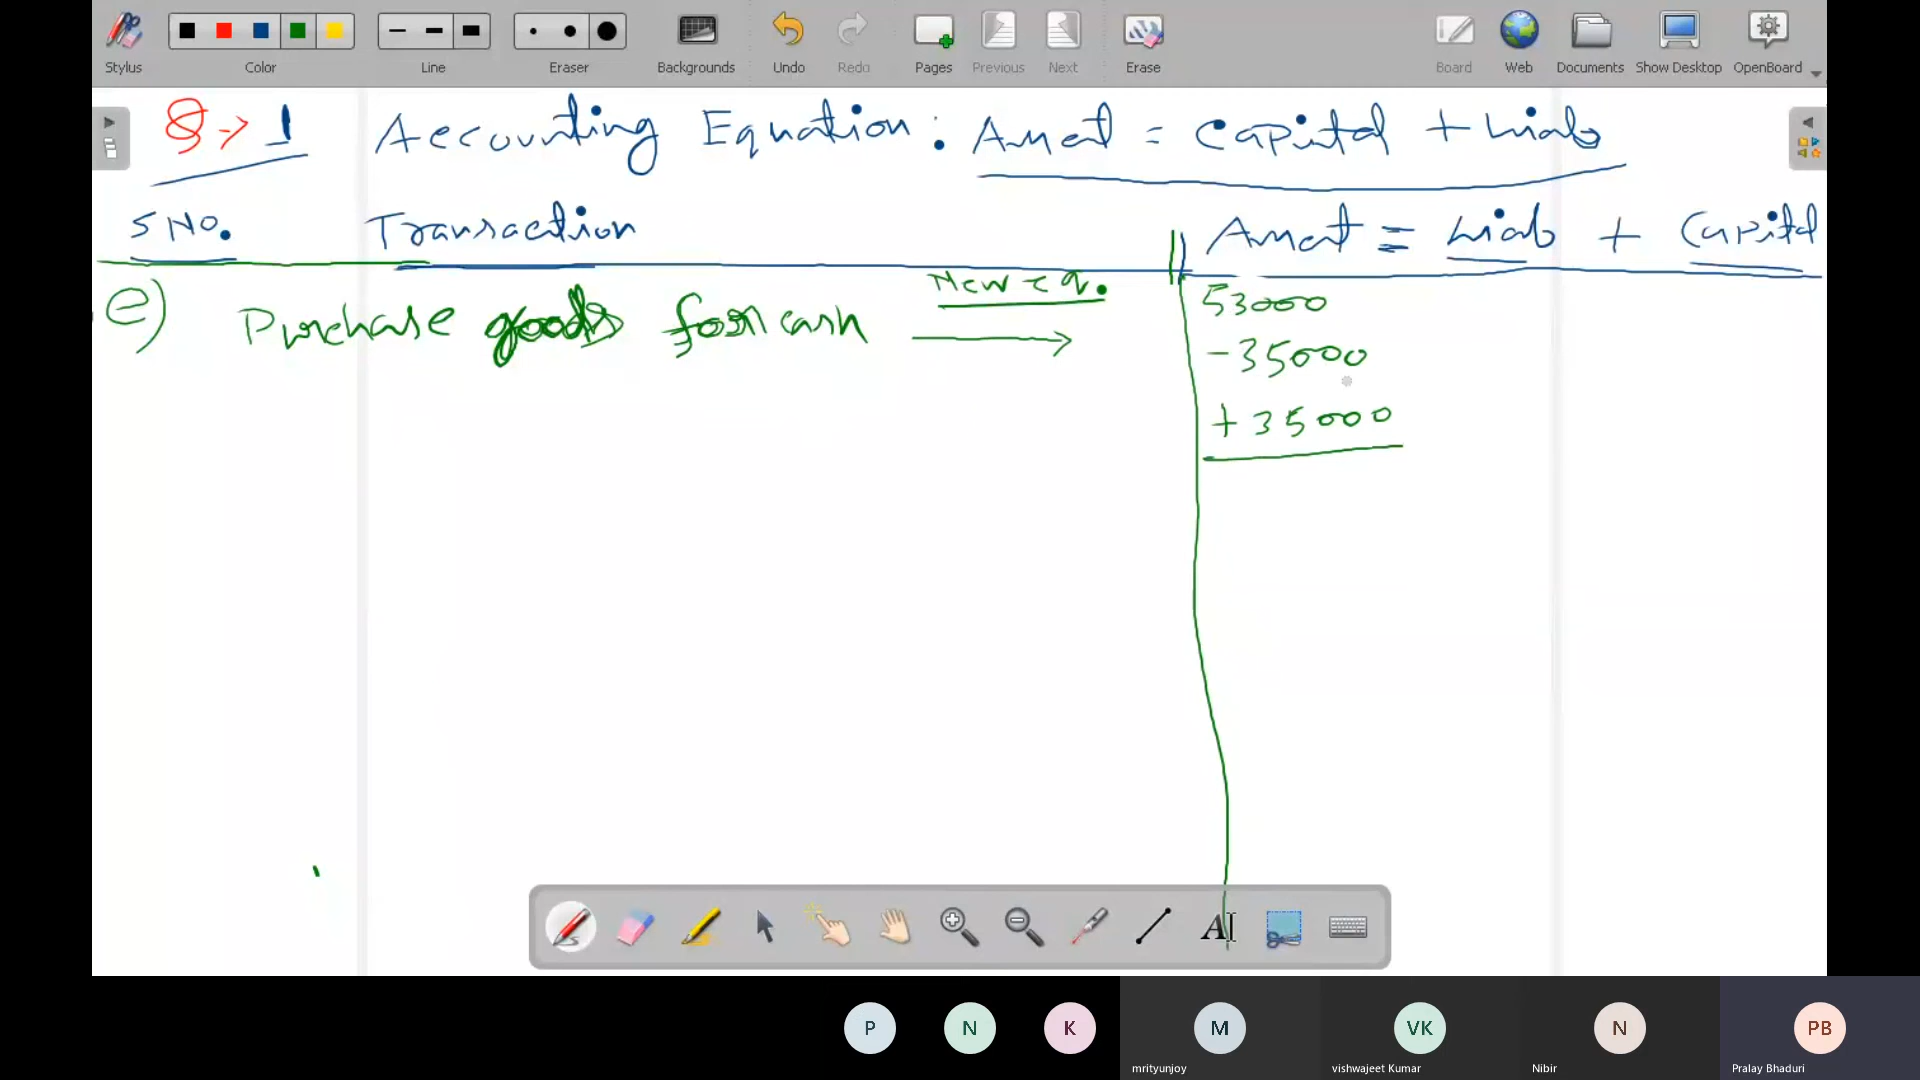 Stylus Color Line Eraser Backgrounds Undo Redo Pages Previous Next Erase Board Web Documents Show Desktop OpenBoard
Q → 1 Accounting Equation: Asset = Capital + Liab
S No. Transaction Asset = Liab + Capital
e) Purchase goods for cash New eq. → 53000
- 35000
+ 35000
A
P N K M VK N PB
mrityunjoy vishwajeet Kumar Nibir Pralay Bhaduri